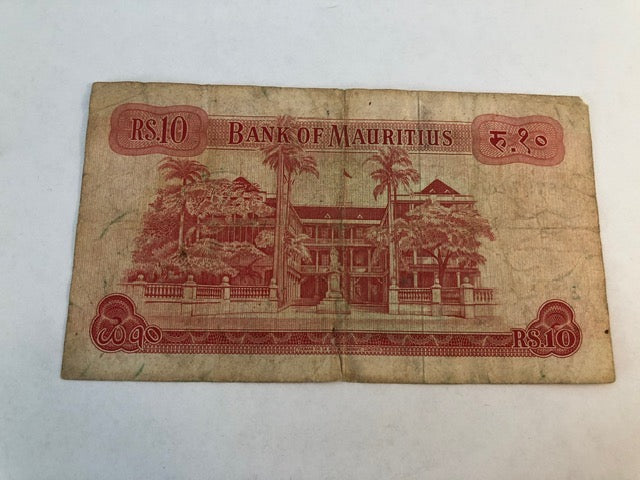 RS.10 BANK OF MAURITIUS रु.१०
RS.10